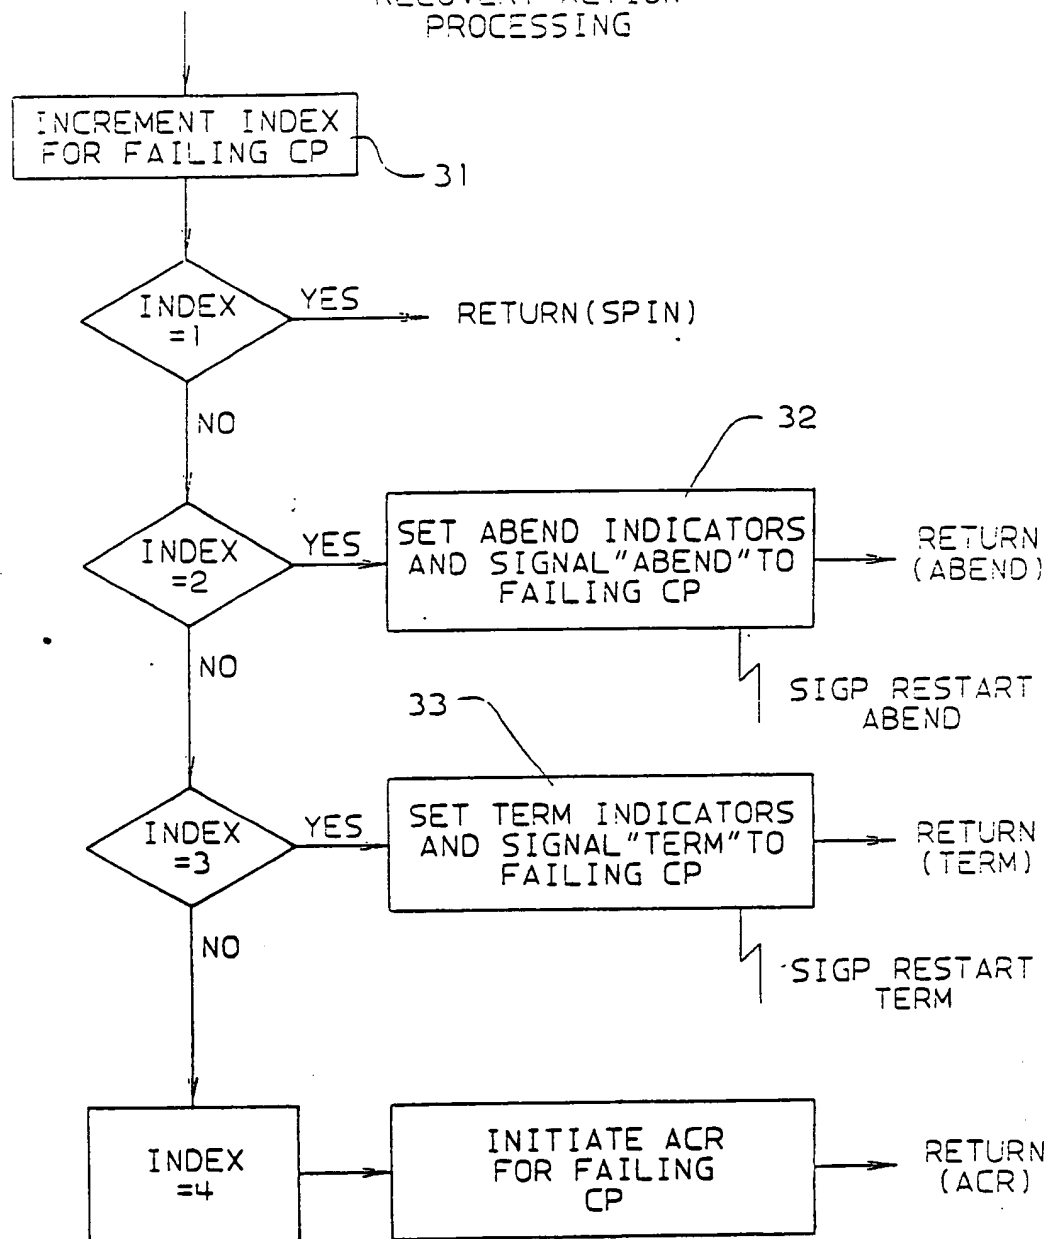 RECOVERY ACTION
PROCESSING
INCREMENT INDEX
FOR FAILING CP
31
INDEX
=1
YES
RETURN(SPIN)
NO
32
INDEX
=2
YES
SET ABEND INDICATORS
AND SIGNAL"ABEND"TO
FAILING CP
RETURN
(ABEND)
NO
SIGP RESTART
ABEND
33
INDEX
=3
YES
SET TERM INDICATORS
AND SIGNAL"TERM"TO
FAILING CP
RETURN
(TERM)
NO
SIGP RESTART
TERM
INDEX
=4
INITIATE ACR
FOR FAILING
CP
RETURN
(ACR)